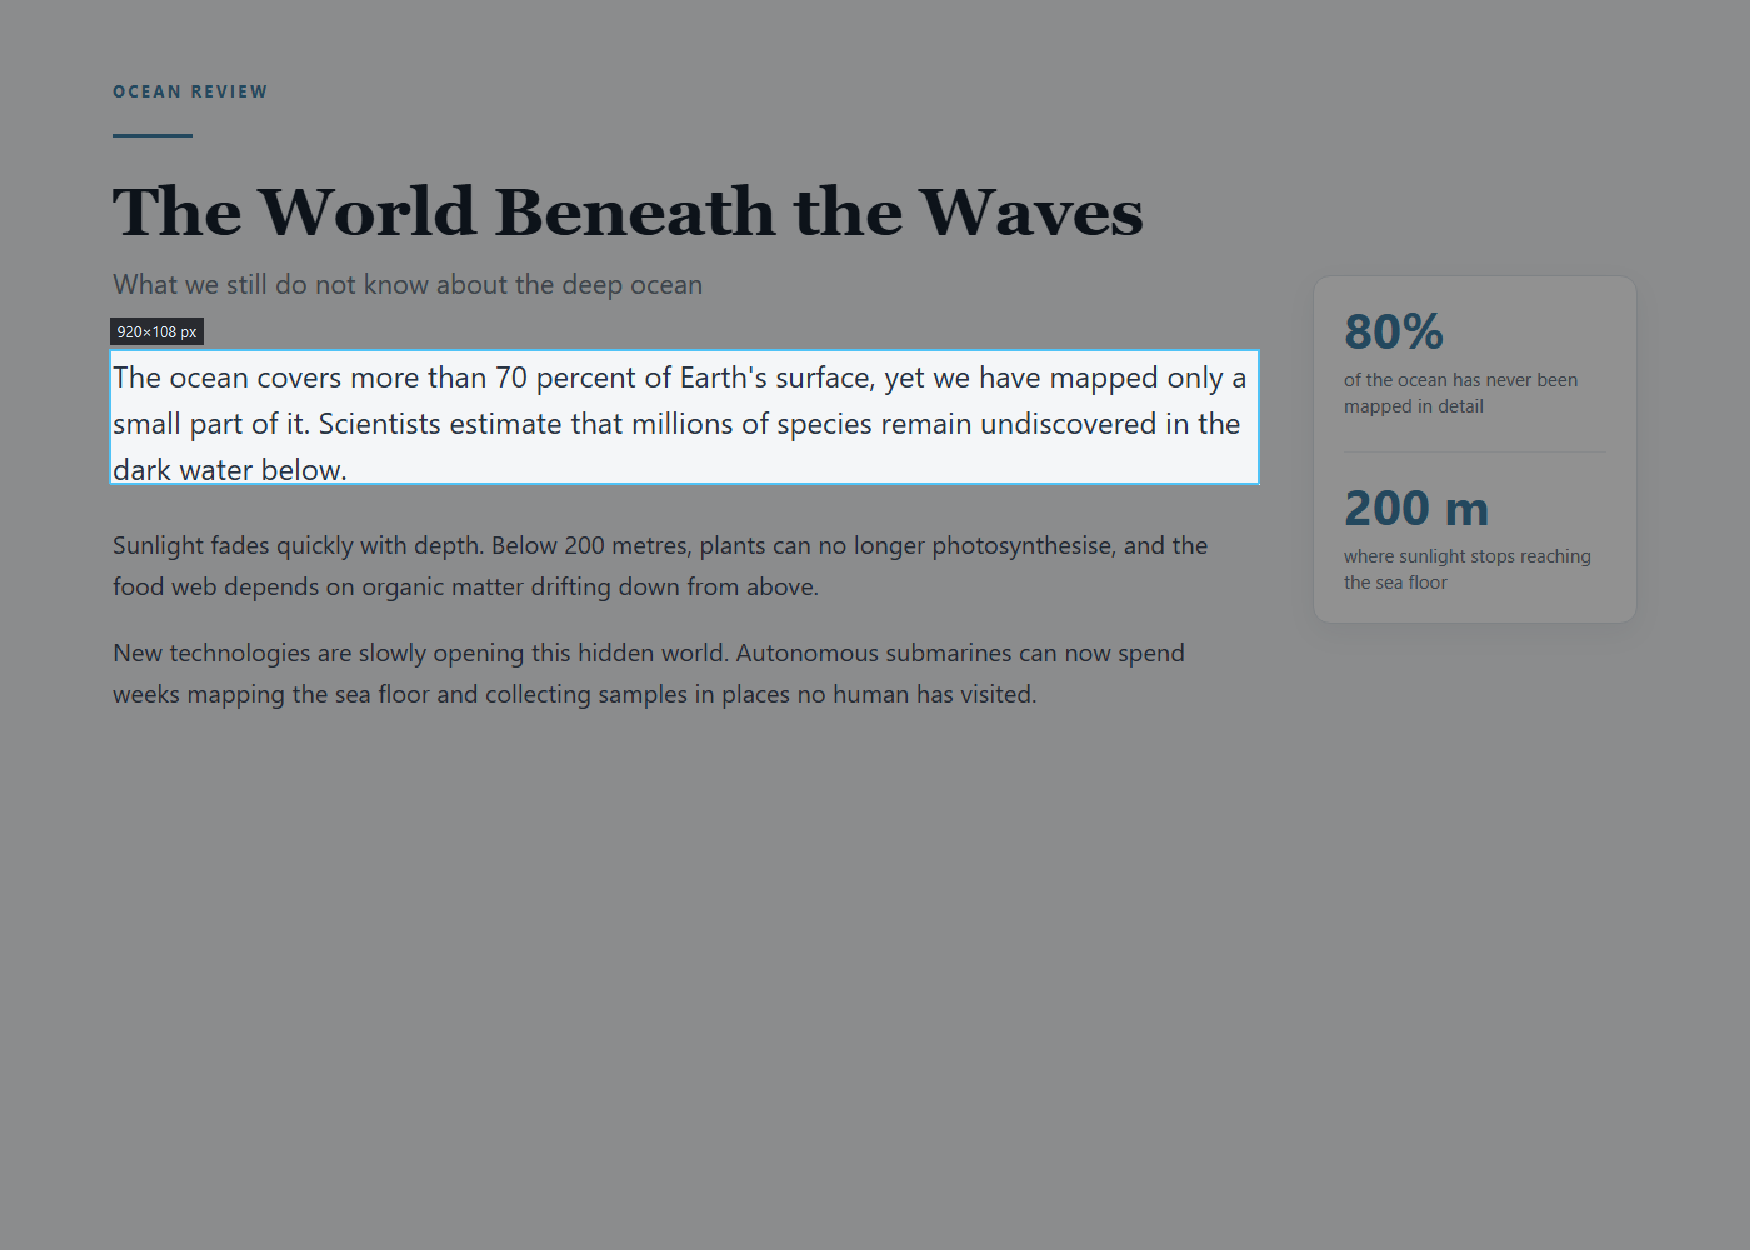 OCEAN REVIEW
The World Beneath the Waves
What we still do not know about the deep ocean
920×108 px
The ocean covers more than 70 percent of Earth's surface, yet we have mapped only a
small part of it. Scientists estimate that millions of species remain undiscovered in the
dark water below.
Sunlight fades quickly with depth. Below 200 metres, plants can no longer photosynthesise, and the
food web depends on organic matter drifting down from above.
New technologies are slowly opening this hidden world. Autonomous submarines can now spend
weeks mapping the sea floor and collecting samples in places no human has visited.
80%
of the ocean has never been
mapped in detail
200 m
where sunlight stops reaching
the sea floor